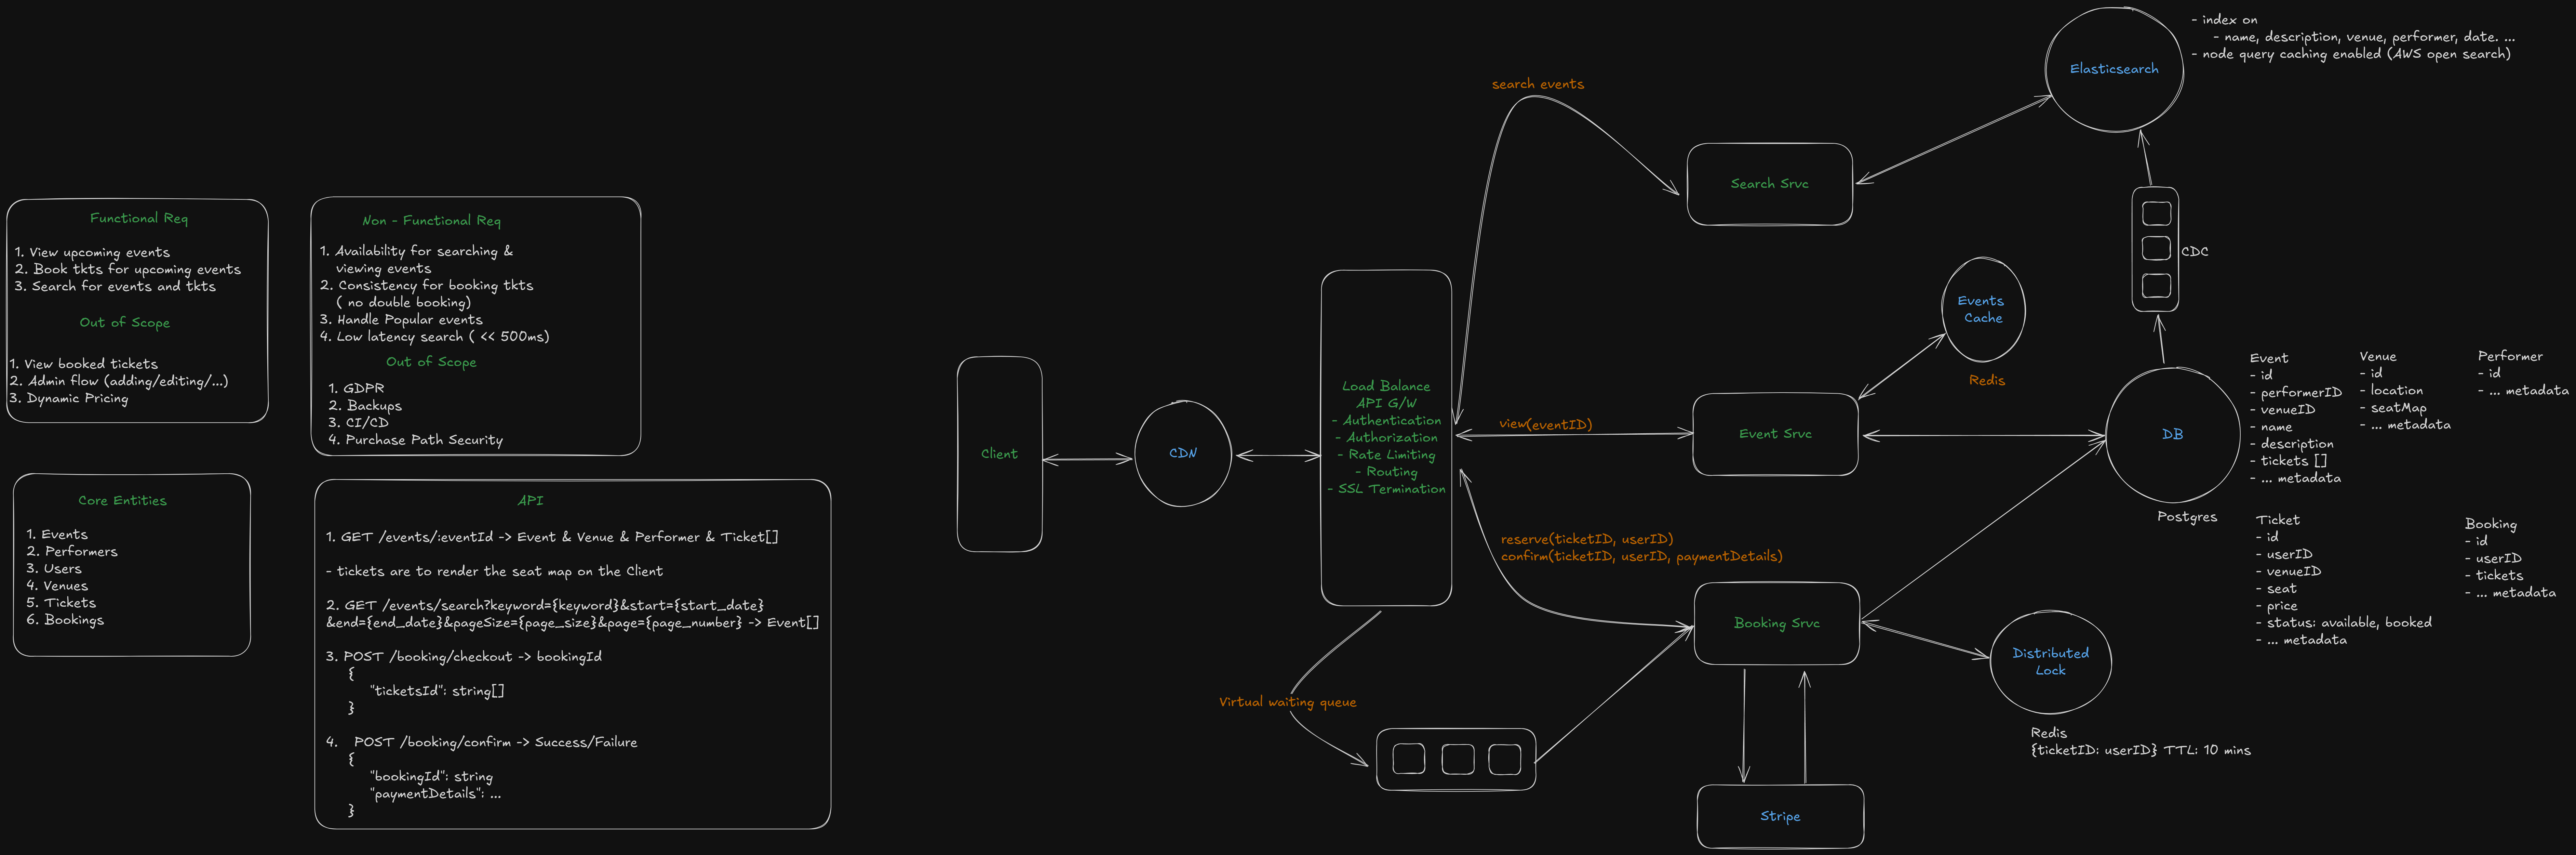 Functional Req
1. View upcoming events
2. Book tkts for upcoming events
3. Search for events and tkts
Out of Scope
1. View booked tickets
2. Admin flow (adding/editing/...)
3. Dynamic Pricing
Non - Functional Req
1. Availability for searching &
viewing events
2. Consistency for booking tkts
( no double booking)
3. Handle Popular events
4. Low latency search ( << 500ms)
Out of Scope
1. GDPR
2. Backups
3. CI/CD
4. Purchase Path Security
Core Entities
1. Events
2. Performers
3. Users
4. Venues
5. Tickets
6. Bookings
API
1. GET /events/:eventId -> Event & Venue & Performer & Ticket[]
- tickets are to render the seat map on the Client
2. GET /events/search?keyword={keyword}&start={start_date}
&end={end_date}&pageSize={page_size}&page={page_number} -> Event[]
3. POST /booking/checkout -> bookingId
{
"ticketsId": string[]
}
4. POST /booking/confirm -> Success/Failure
{
"bookingId": string
"paymentDetails": ...
}
Client
CDN
Load Balance
API G/W
- Authentication
- Authorization
- Rate Limiting
- Routing
- SSL Termination
search events
view(eventID)
reserve(ticketID, userID)
confirm(ticketID, userID, paymentDetails)
Virtual waiting queue
Search Srvc
Event Srvc
Booking Srvc
Stripe
Elasticsearch
- index on
- name, description, venue, performer, date. ...
- node query caching enabled (AWS open search)
CDC
Events
Cache
Redis
DB
Postgres
Distributed
Lock
Redis
{ticketID: userID} TTL: 10 mins
Event
- id
- performerID
- venueID
- name
- description
- tickets []
- ... metadata
Venue
- id
- location
- seatMap
- ... metadata
Performer
- id
- ... metadata
Ticket
- id
- userID
- venueID
- seat
- price
- status: available, booked
- ... metadata
Booking
- id
- userID
- tickets
- ... metadata